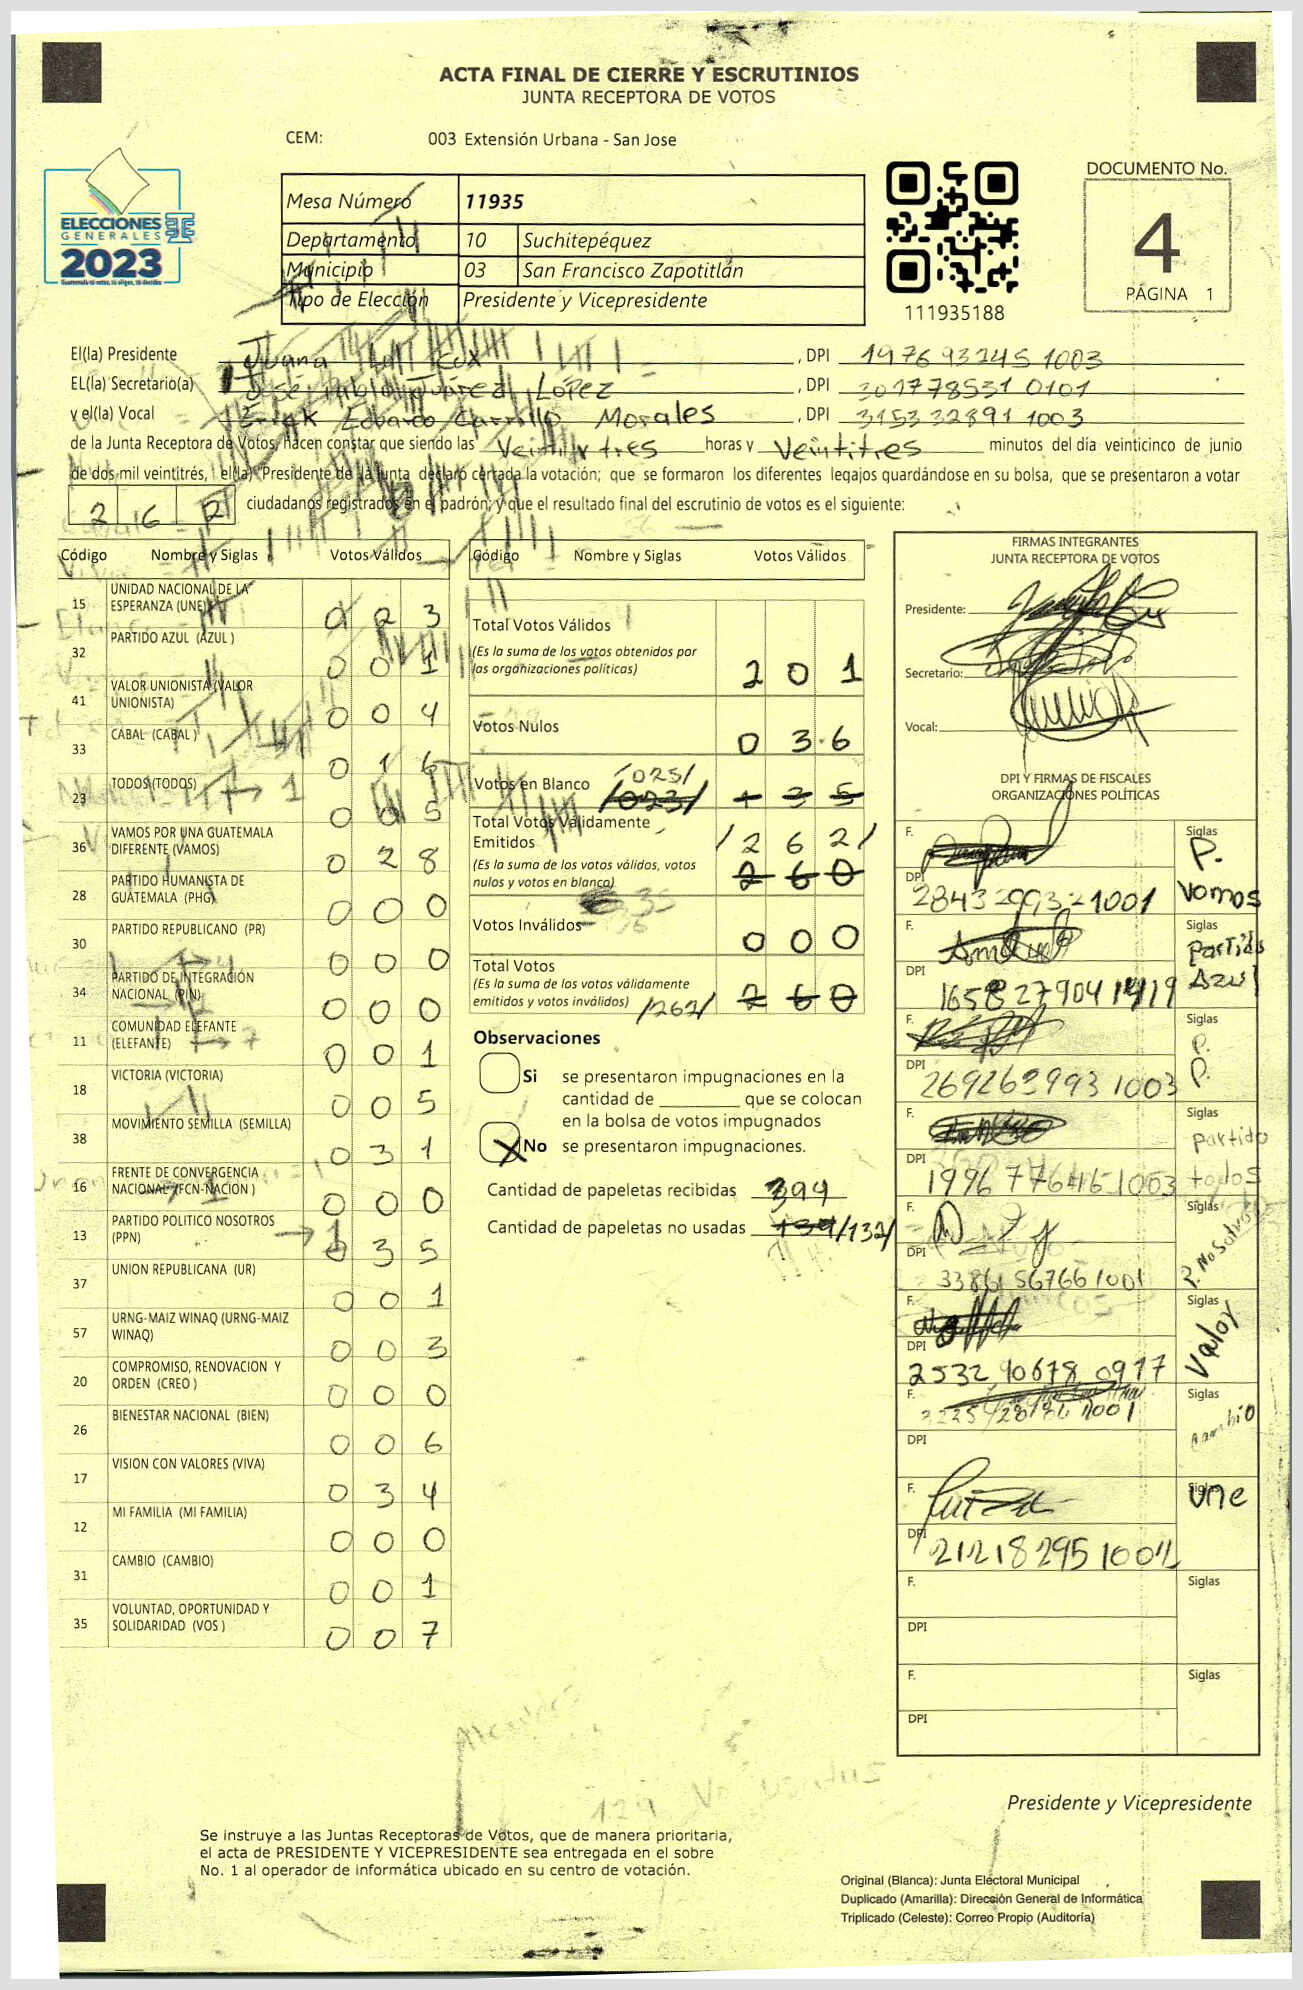 ACTA FINAL DE CIERRE Y ESCRUTINIOS
JUNTA RECEPTORA DE VOTOS
CEM: 003 Extensión Urbana - San Jose
ELECCIONES
GENERALES
2023
Mesa Número 11935
Departamento 10 Suchitepéquez
Municipio 03 San Francisco Zapotitlán
Tipo de Elección Presidente y Vicepresidente
111935188
DOCUMENTO No.
4
PÁGINA 1
El(la) Presidente Juana Cux, DPI 1976 93245 1003
EL(la) Secretario(a) José Pablo Juárez López, DPI 301778531 0101
y el(la) Vocal Erick Eduardo Carrillo Morales, DPI 3153 32891 1003
de la Junta Receptora de Votos, hacen constar que siendo las Veintitres horas y Veintitres minutos del día veinticinco de junio
de dos mil veintitrés, el(la) Presidente de la Junta declaró cerrada la votación; que se formaron los diferentes legajos guardándose en su bolsa, que se presentaron a votar
2 6 2 ciudadanos registrados en el padrón, y que el resultado final del escrutinio de votos es el siguiente:
Código Nombre y Siglas Votos Válidos
15 UNIDAD NACIONAL DE LA ESPERANZA (UNE) 0 2 3
32 PARTIDO AZUL (AZUL ) 0 0 1
41 VALOR UNIONISTA (VALOR UNIONISTA) 0 0 4
33 CABAL (CABAL ) 0 1 6
23 TODOS (TODOS) 0 0 5
36 VAMOS POR UNA GUATEMALA DIFERENTE (VAMOS) 0 2 8
28 PARTIDO HUMANISTA DE GUATEMALA (PHG) 0 0 0
30 PARTIDO REPUBLICANO (PR) 0 0 0
34 PARTIDO DE INTEGRACIÓN NACIONAL (PIN) 0 0 0
11 COMUNIDAD ELEFANTE (ELEFANTE) 0 0 1
18 VICTORIA (VICTORIA) 0 0 5
38 MOVIMIENTO SEMILLA (SEMILLA) 0 3 1
16 FRENTE DE CONVERGENCIA NACIONAL (FCN-NACION ) 0 0 0
13 PARTIDO POLITICO NOSOTROS (PPN) 0 3 5
37 UNION REPUBLICANA (UR) 0 0 1
57 URNG-MAIZ WINAQ (URNG-MAIZ WINAQ) 0 0 3
20 COMPROMISO, RENOVACION Y ORDEN (CREO ) 0 0 0
26 BIENESTAR NACIONAL (BIEN) 0 0 6
17 VISION CON VALORES (VIVA) 0 3 4
12 MI FAMILIA (MI FAMILIA) 0 0 0
31 CAMBIO (CAMBIO) 0 0 1
35 VOLUNTAD, OPORTUNIDAD Y SOLIDARIDAD (VOS ) 0 0 7
Código Nombre y Siglas Votos Válidos
Total Votos Válidos
(Es la suma de los votos obtenidos por
las organizaciones políticas) 2 0 1
Votos Nulos 0 3 6
Votos en Blanco /025/
Total Votos Válidamente
Emitidos /2 6 2/
(Es la suma de los votos válidos, votos
nulos y votos en blanco) 2 6 0
Votos Inválidos 0 0 0
Total Votos
(Es la suma de los votos válidamente
emitidos y votos inválidos) /262/ 2 6 0
Observaciones
Si se presentaron impugnaciones en la
cantidad de ________ que se colocan
en la bolsa de votos impugnados
X No se presentaron impugnaciones.
Cantidad de papeletas recibidas 394
Cantidad de papeletas no usadas /132/
FIRMAS INTEGRANTES
JUNTA RECEPTORA DE VOTOS
Presidente:
Secretario:
Vocal:
DPI Y FIRMAS DE FISCALES
ORGANIZACIONES POLÍTICAS
F. Siglas P. Vamos
DPI 2843299321001
F. Siglas Partido Azul
DPI
F. Siglas P. P.
DPI 269263993 1003
F. Siglas partido todos
DPI 1996 77646 1003
F. Siglas P. Nosotros
DPI 33861 56766 1001
F. Siglas Valor
DPI 2532 90678 0917
F. Siglas Cambio
DPI
F. Siglas Une
DPI 21218 2951001
F. Siglas
DPI
F. Siglas
DPI
Presidente y Vicepresidente
Se instruye a las Juntas Receptoras de Votos, que de manera prioritaria,
el acta de PRESIDENTE Y VICEPRESIDENTE sea entregada en el sobre
No. 1 al operador de informática ubicado en su centro de votación.
Original (Blanca): Junta Electoral Municipal
Duplicado (Amarilla): Dirección General de Informática
Triplicado (Celeste): Correo Propio (Auditoría)